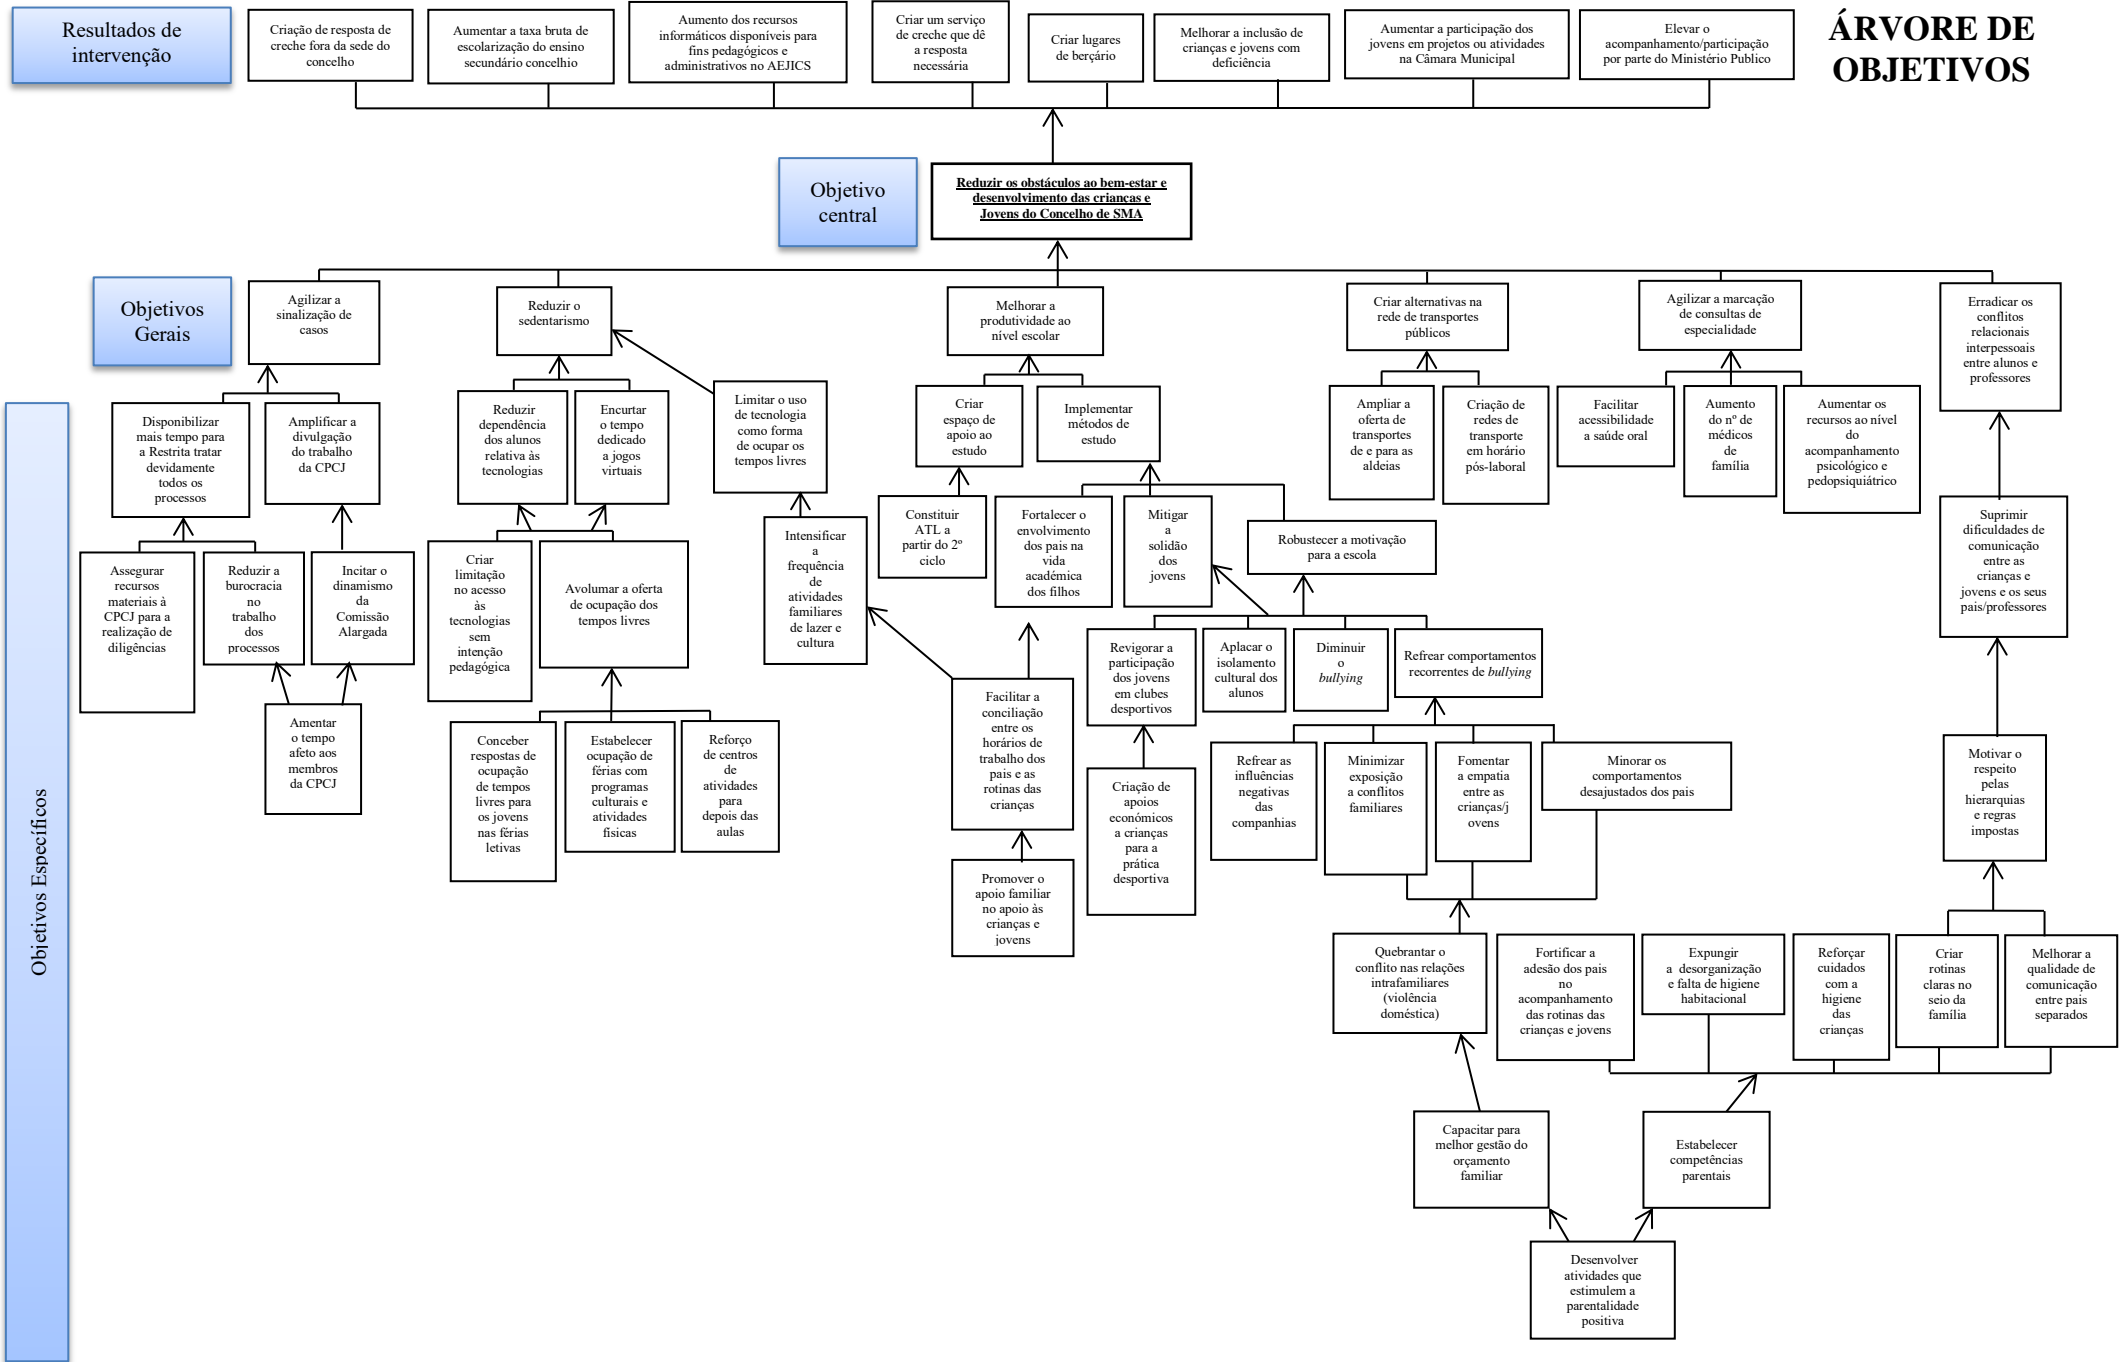 Resultados de
intervenção
Criação de resposta de
creche fora da sede do
concelho
Aumentar a taxa bruta de
escolarização do ensino
secundário concelhio
Aumento dos recursos
informáticos disponíveis para
fins pedagógicos e
administrativos no AEJICS
Criar um serviço
de creche que dê
a resposta
necessária
Criar lugares
de berçário
Melhorar a inclusão de
crianças e jovens com
deficiência
Aumentar a participação dos
jovens em projetos ou atividades
na Câmara Municipal
Elevar o
acompanhamento/participação
por parte do Ministério Publico
ÁRVORE DE
OBJETIVOS
Objetivo
central
Reduzir os obstáculos ao bem-estar e
desenvolvimento das crianças e
Jovens do Concelho de SMA
Objetivos
Gerais
Agilizar a
sinalização de
casos
Reduzir o
sedentarismo
Melhorar a
produtividade ao
nível escolar
Criar alternativas na
rede de transportes
públicos
Agilizar a marcação
de consultas de
especialidade
Erradicar os
conflitos
relacionais
interpessoais
entre alunos e
professores
Objetivos Específicos
Disponibilizar
mais tempo para
a Restrita tratar
devidamente
todos os
processos
Amplificar a
divulgação
do trabalho
da CPCJ
Reduzir
dependência
dos alunos
relativa às
tecnologias
Encurtar
o tempo
dedicado
a jogos
virtuais
Limitar o uso
de tecnologia
como forma
de ocupar os
tempos livres
Criar
espaço de
apoio ao
estudo
Implementar
métodos de
estudo
Ampliar a
oferta de
transportes
de e para as
aldeias
Criação de
redes de
transporte
em horário
pós-laboral
Facilitar
acessibilidade
a saúde oral
Aumento
do nº de
médicos
de
família
Aumentar os
recursos ao nível
do
acompanhamento
psicológico e
pedopsiquiátrico
Assegurar
recursos
materiais à
CPCJ para a
realização de
diligências
Reduzir a
burocracia
no
trabalho
dos
processos
Incitar o
dinamismo
da
Comissão
Alargada
Criar
limitação
no acesso
às
tecnologias
sem
intenção
pedagógica
Avolumar a oferta
de ocupação dos
tempos livres
Intensificar
a
frequência
de
atividades
familiares
de lazer e
cultura
Constituir
ATL a
partir do 2º
ciclo
Fortalecer o
envolvimento
dos pais na
vida
académica
dos filhos
Mitigar
a
solidão
dos
jovens
Robustecer a motivação
para a escola
Suprimir
dificuldades de
comunicação
entre as
crianças e
jovens e os seus
pais/professores
Amentar
o tempo
afeto aos
membros
da CPCJ
Conceber
respostas de
ocupação
de tempos
livres para
os jovens
nas férias
letivas
Estabelecer
ocupação de
férias com
programas
culturais e
atividades
físicas
Reforço
de centros
de
atividades
para
depois das
aulas
Facilitar a
conciliação
entre os
horários de
trabalho dos
pais e as
rotinas das
crianças
Revigorar a
participação
dos jovens
em clubes
desportivos
Aplacar o
isolamento
cultural dos
alunos
Diminuir
o
bullying
Refrear comportamentos
recorrentes de bullying
Promover o
apoio familiar
no apoio às
crianças e
jovens
Criação de
apoios
económicos
a crianças
para a
prática
desportiva
Refrear as
influências
negativas
das
companhias
Minimizar
exposição
a conflitos
familiares
Fomentar
a empatia
entre as
crianças/j
ovens
Minorar os
comportamentos
desajustados dos pais
Motivar o
respeito
pelas
hierarquias
e regras
impostas
Quebrantar o
conflito nas relações
intrafamiliares
(violência
doméstica)
Fortificar a
adesão dos pais
no
acompanhamento
das rotinas das
crianças e jovens
Expungir
a desorganização
e falta de higiene
habitacional
Reforçar
cuidados
com a
higiene
das
crianças
Criar
rotinas
claras no
seio da
família
Melhorar a
qualidade de
comunicação
entre pais
separados
Capacitar para
melhor gestão do
orçamento
familiar
Estabelecer
competências
parentais
Desenvolver
atividades que
estimulem a
parentalidade
positiva